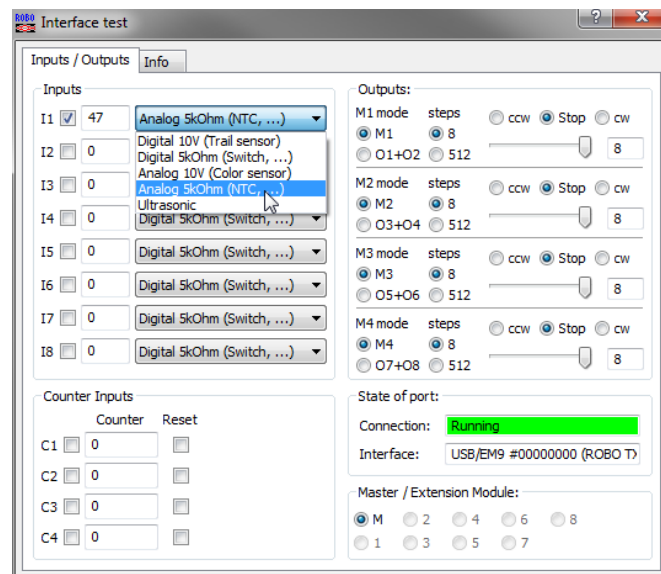 ROBO Interface test
Inputs / Outputs Info
Inputs
I1 47 Analog 5kOhm (NTC, ...)
I2 0
I3 0
I4 0 Digital 5kOhm (Switch, ...)
I5 0 Digital 5kOhm (Switch, ...)
I6 0 Digital 5kOhm (Switch, ...)
I7 0 Digital 5kOhm (Switch, ...)
I8 0 Digital 5kOhm (Switch, ...)
Digital 10V (Trail sensor)
Digital 5kOhm (Switch, ...)
Analog 10V (Color sensor)
Analog 5kOhm (NTC, ...)
Ultrasonic
Outputs:
M1 mode steps
M1 8 ccw Stop cw
O1+O2 512 8
M2 mode steps
M2 8 ccw Stop cw
O3+O4 512 8
M3 mode steps
M3 8 ccw Stop cw
O5+O6 512 8
M4 mode steps
M4 8 ccw Stop cw
O7+O8 512 8
Counter Inputs
Counter Reset
C1 0
C2 0
C3 0
C4 0
State of port:
Connection: Running
Interface: USB/EM9 #00000000 (ROBO
Master / Extension Module:
M 2 4 6 8
1 3 5 7